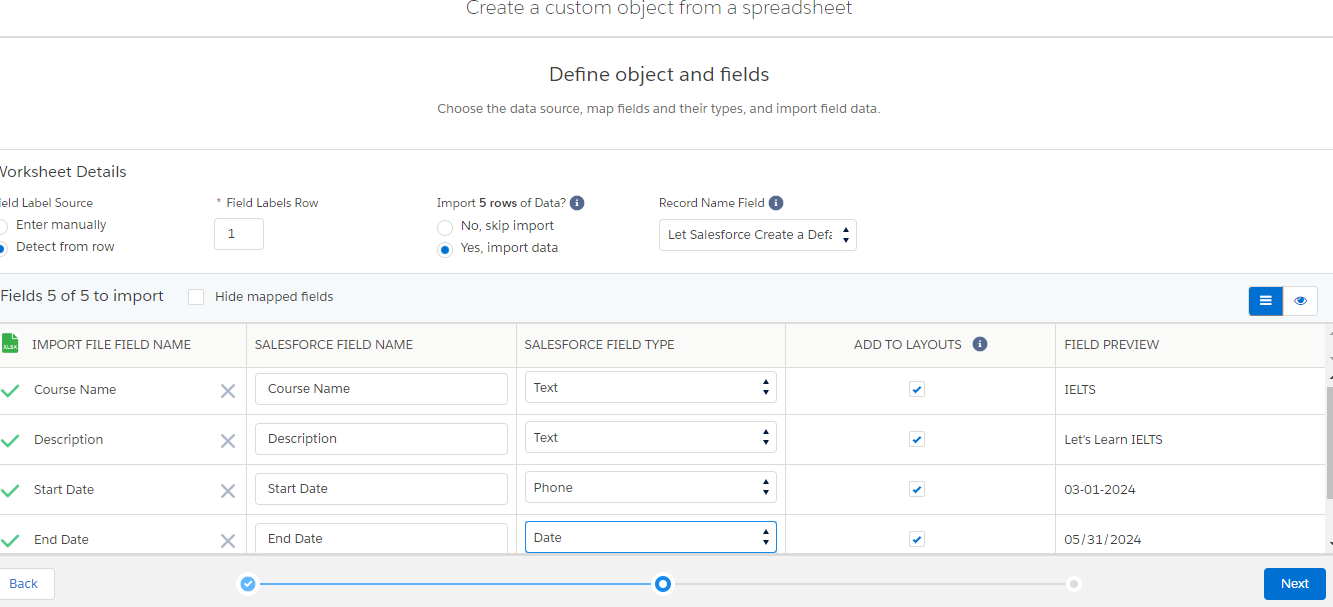 Create a custom object from a spreadsheet
Define object and fields
Choose the data source, map fields and their types, and import field data.
Worksheet Details
ield Label Source
* Field Labels Row
Import 5 rows of Data?
Record Name Field
Enter manually
1
No, skip import
Let Salesforce Create a Defa
Detect from row
Yes, import data
Fields 5 of 5 to import
Hide mapped fields
XLSX
IMPORT FILE FIELD NAME
SALESFORCE FIELD NAME
SALESFORCE FIELD TYPE
ADD TO LAYOUTS
FIELD PREVIEW
Course Name
Course Name
Text
IELTS
Description
Description
Text
Let's Learn IELTS
Start Date
Start Date
Phone
03-01-2024
End Date
End Date
Date
05/31/2024
Back
Next